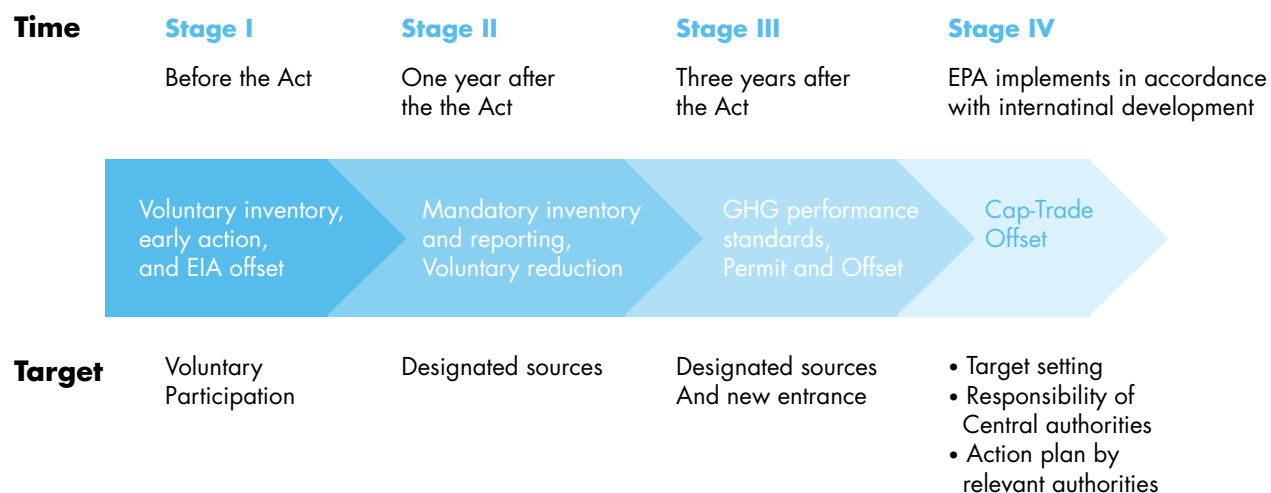 Time
Stage I
Stage II
Stage III
Stage IV
Before the Act
One year after
the the Act
Three years after
the Act
EPA implements in accordance
with internatinal development
Voluntary inventory,
early action,
and EIA offset
Mandatory inventory
and reporting,
Voluntary reduction
GHG performance
standards,
Permit and Offset
Cap-Trade
Offset
Target
Voluntary
Participation
Designated sources
Designated sources
And new entrance
• Target setting
• Responsibility of
Central authorities
• Action plan by
relevant authorities